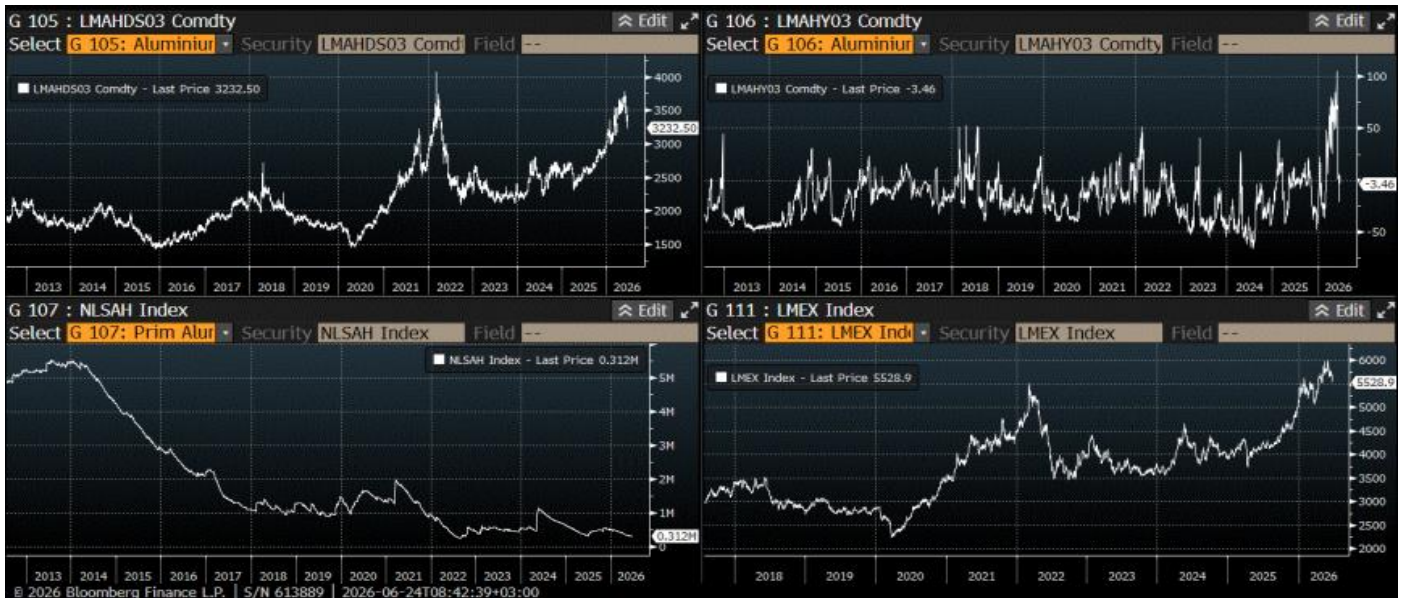 G 105 : LMAHDS03 Comdty
Edit
Select G 105: Aluminiur Security LMAHDS03 Comd Field --
LMAHDS03 Comdty - Last Price 3232.50
4000
3500
3232.50
3000
2500
2000
1500
2013 2014 2015 2016 2017 2018 2019 2020 2021 2022 2023 2024 2025 2026
G 106 : LMAHY03 Comdty
Edit
Select G 106: Aluminiur Security LMAHY03 Comdty Field --
LMAHY03 Comdty - Last Price -3.46
100
50
-3.46
-50
2013 2014 2015 2016 2017 2018 2019 2020 2021 2022 2023 2024 2025 2026
G 107 : NLSAH Index
Edit
Select G 107: Prim Alur Security NLSAH Index Field --
NLSAH Index - Last Price 0.312M
5M
4M
3M
2M
1M
0.312M
0
2013 2014 2015 2016 2017 2018 2019 2020 2021 2022 2023 2024 2025 2026
G 111 : LMEX Index
Edit
Select G 111: LMEX Ind Security LMEX Index Field --
LMEX Index - Last Price 5528.9
6000
5528.9
5000
4500
4000
3500
3000
2500
2000
2018 2019 2020 2021 2022 2023 2024 2025 2026
© 2026 Bloomberg Finance L.P. S/N 613889 2026-06-24T08:42:39+03:00